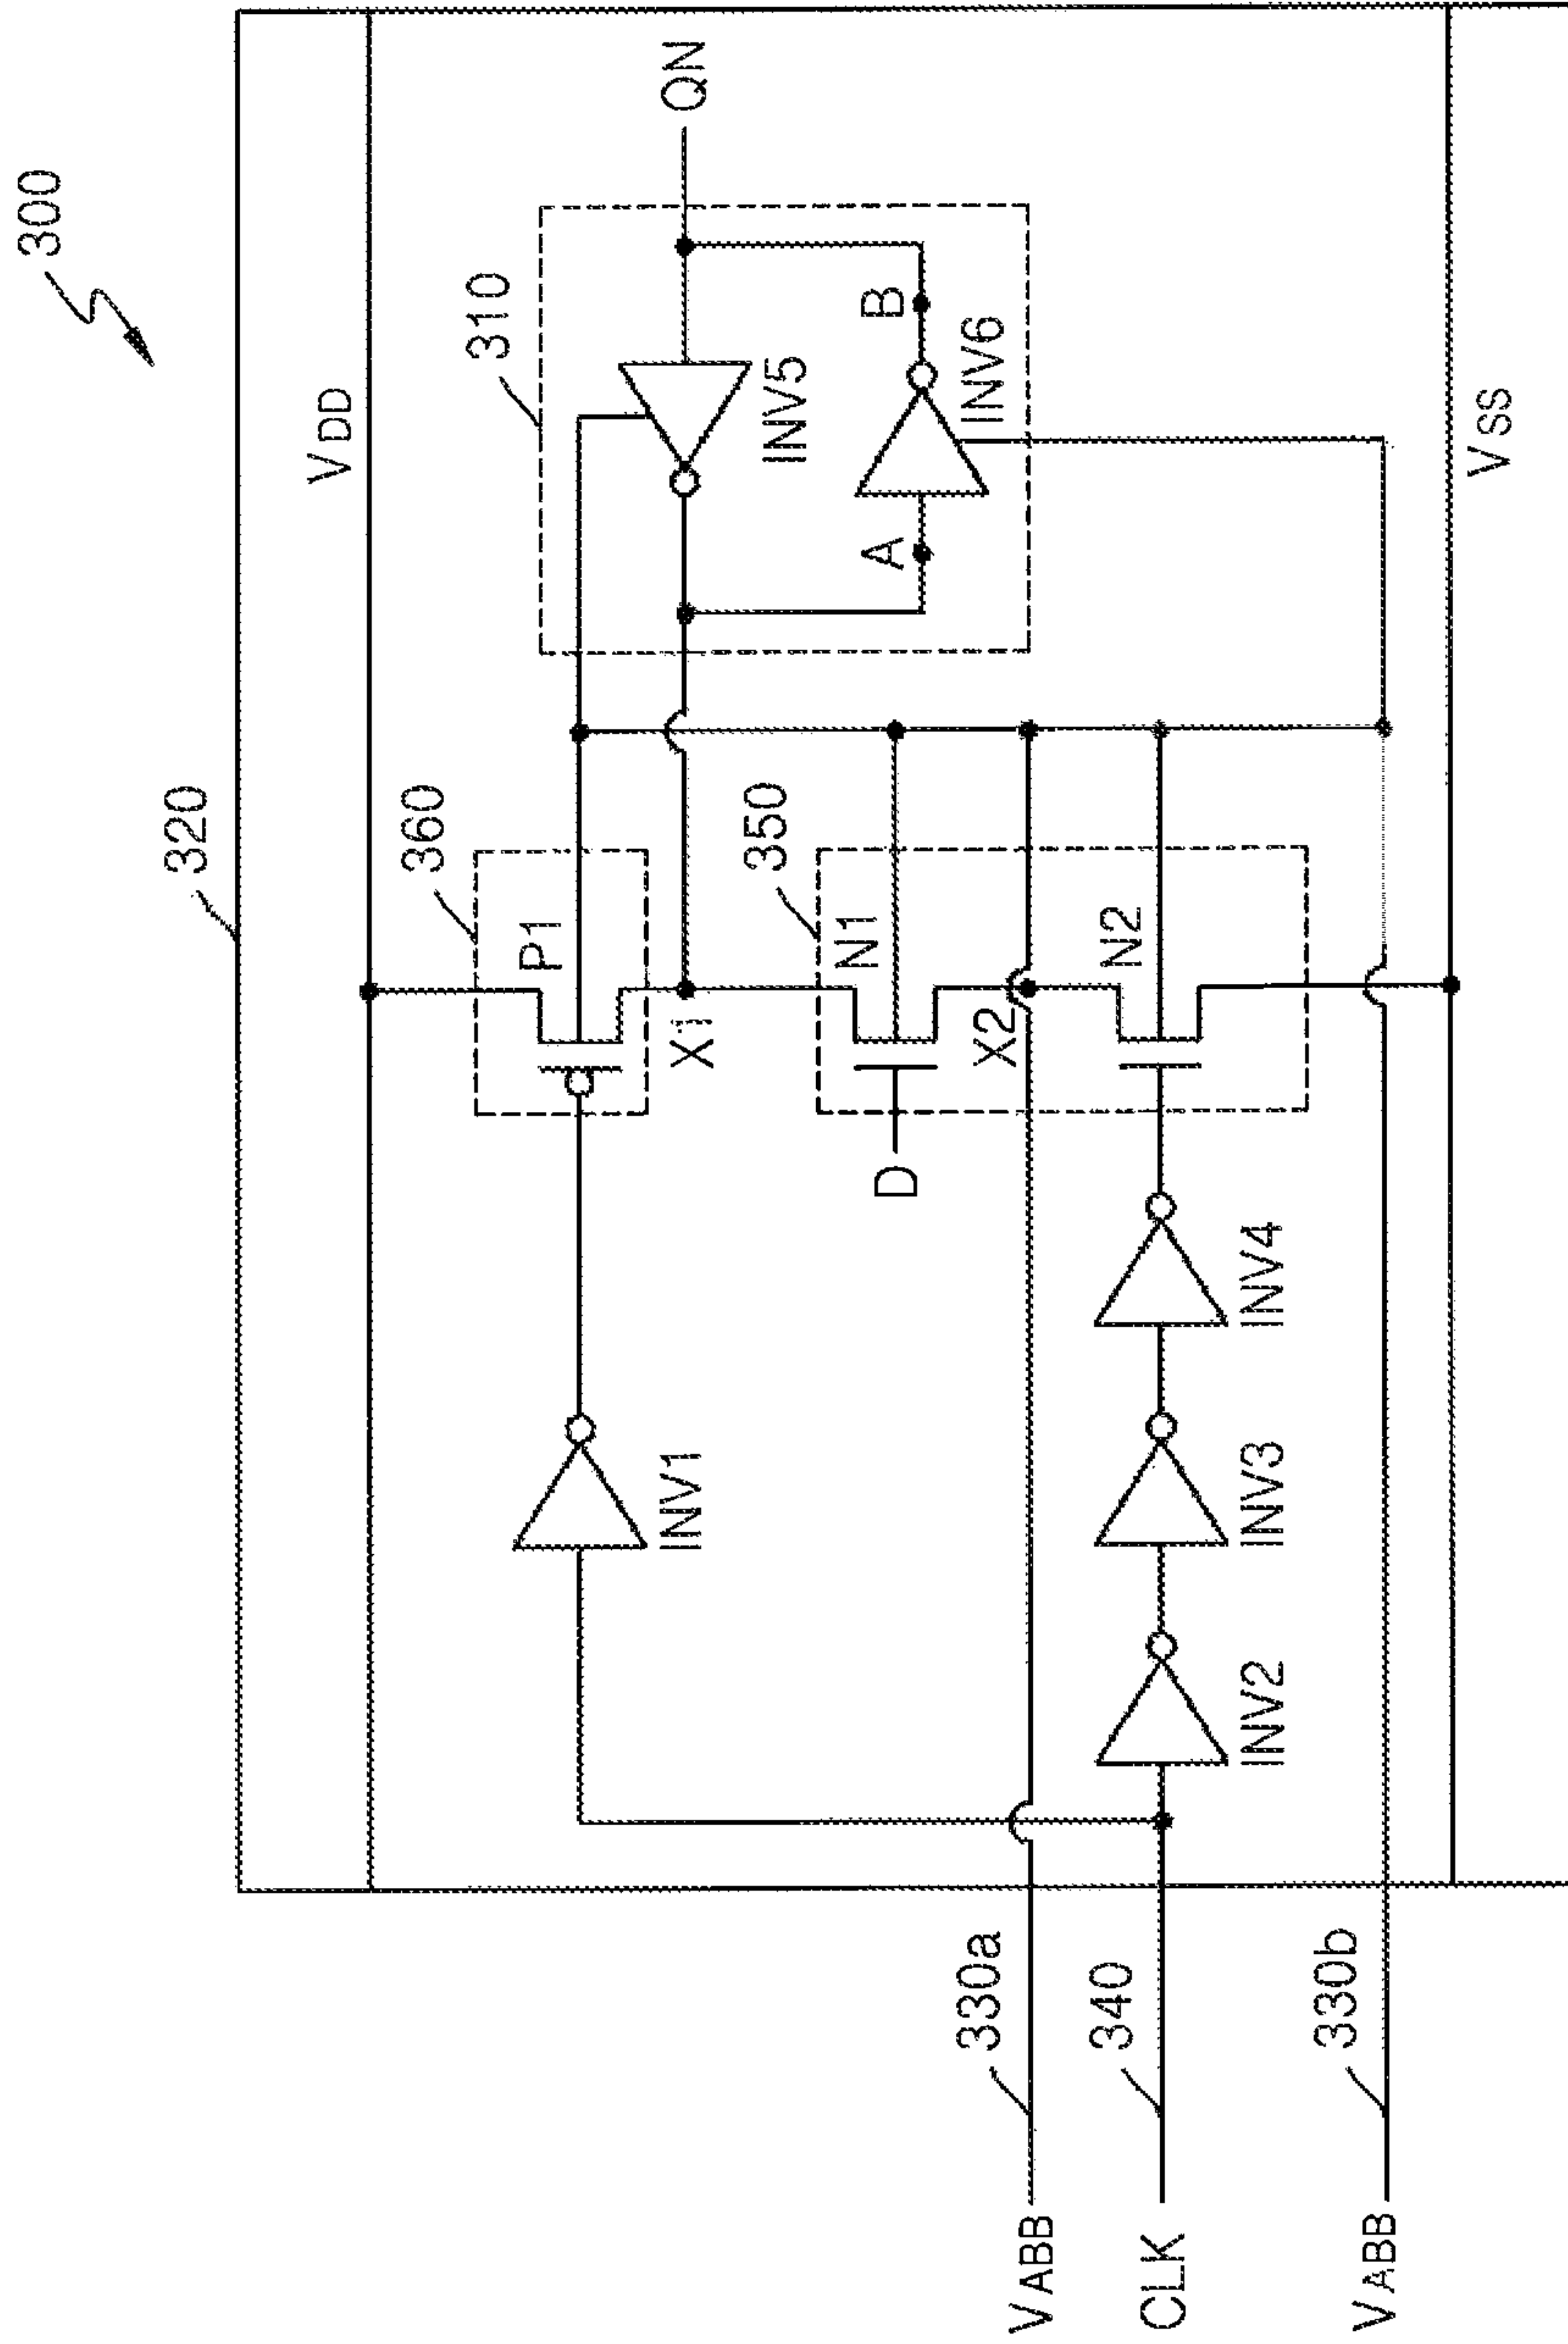 300
320
VDD
360
310
P1
QN
X1
INV1
INV5
350
N1
A
B
D
X2
INV6
VABB
330a
N2
CLK
340
INV2
INV3
INV4
VABB
330b
VSS